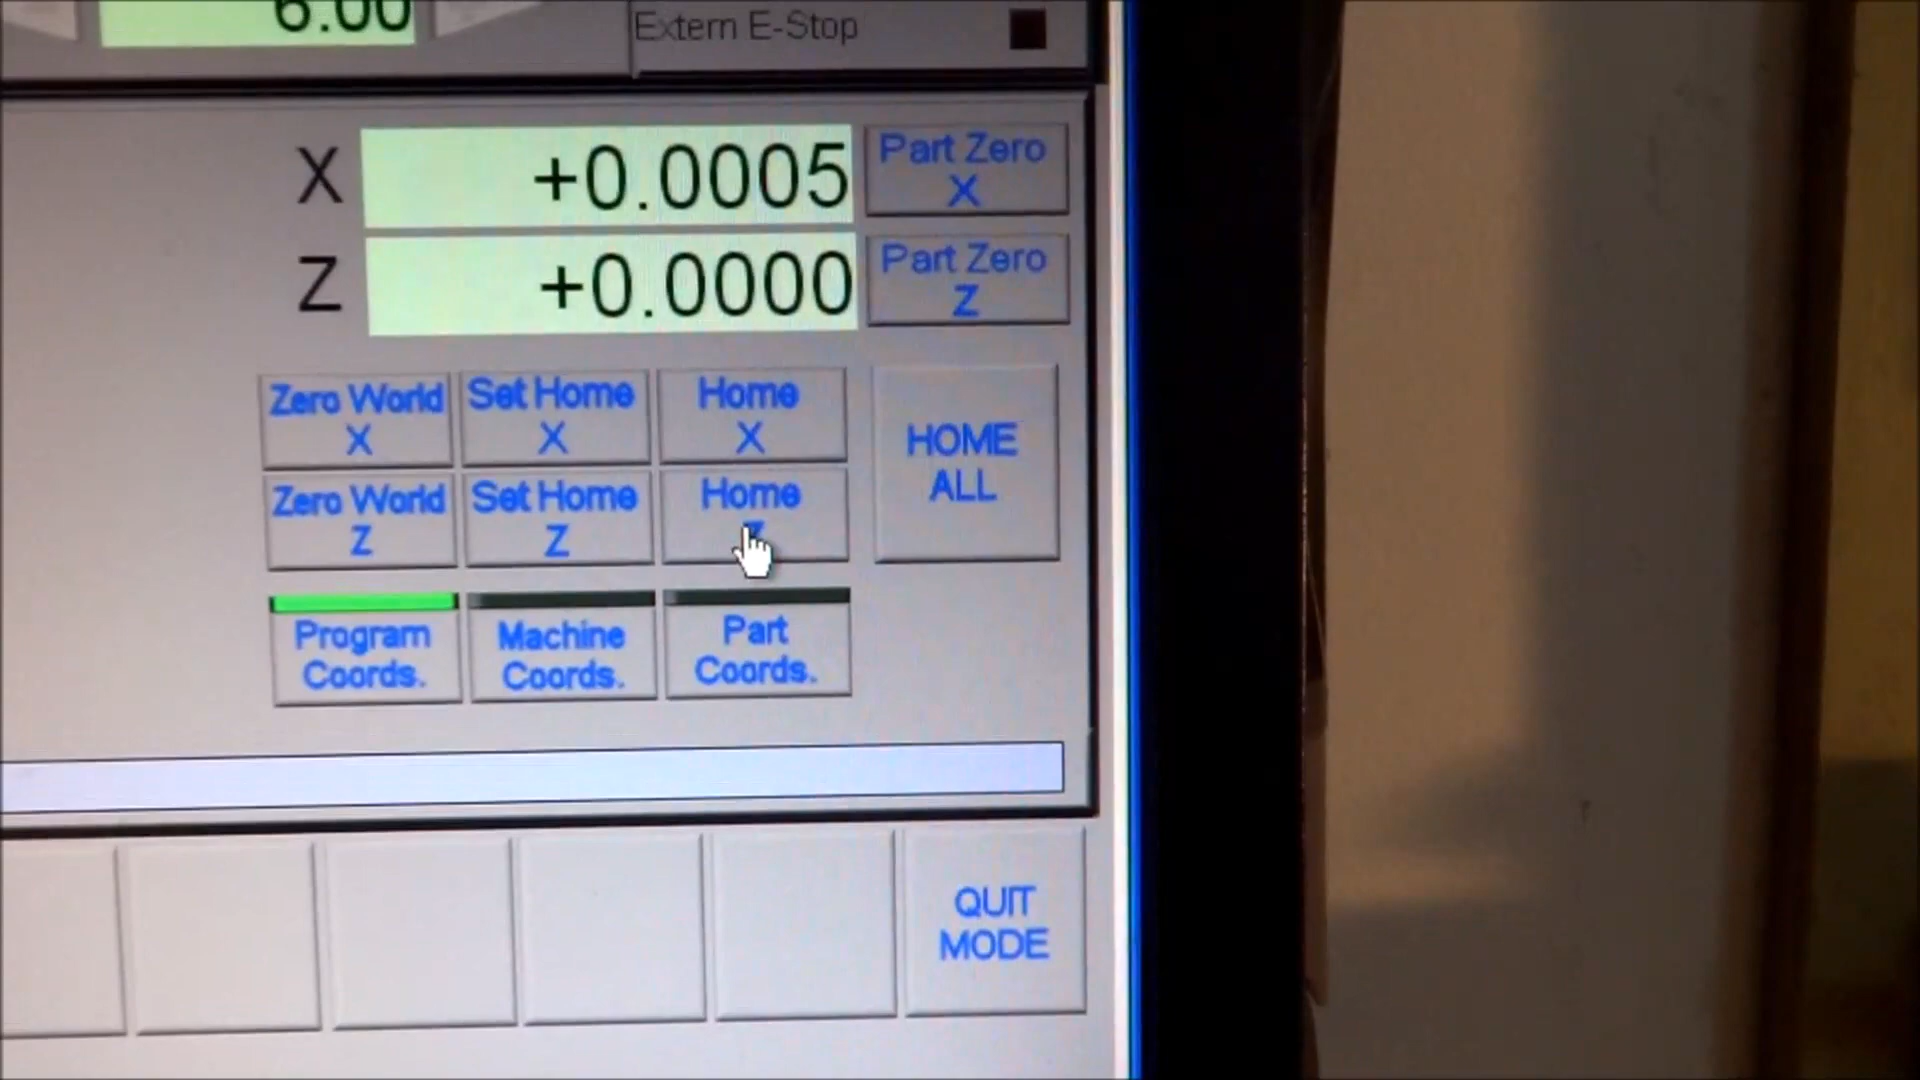 6.00
Extern E-Stop
X +0.0005 Part Zero X
Z +0.0000 Part Zero Z
Zero World X
Set Home X
Home X
HOME ALL
Zero World Z
Set Home Z
Home
Program Coords.
Machine Coords.
Part Coords.
QUIT MODE